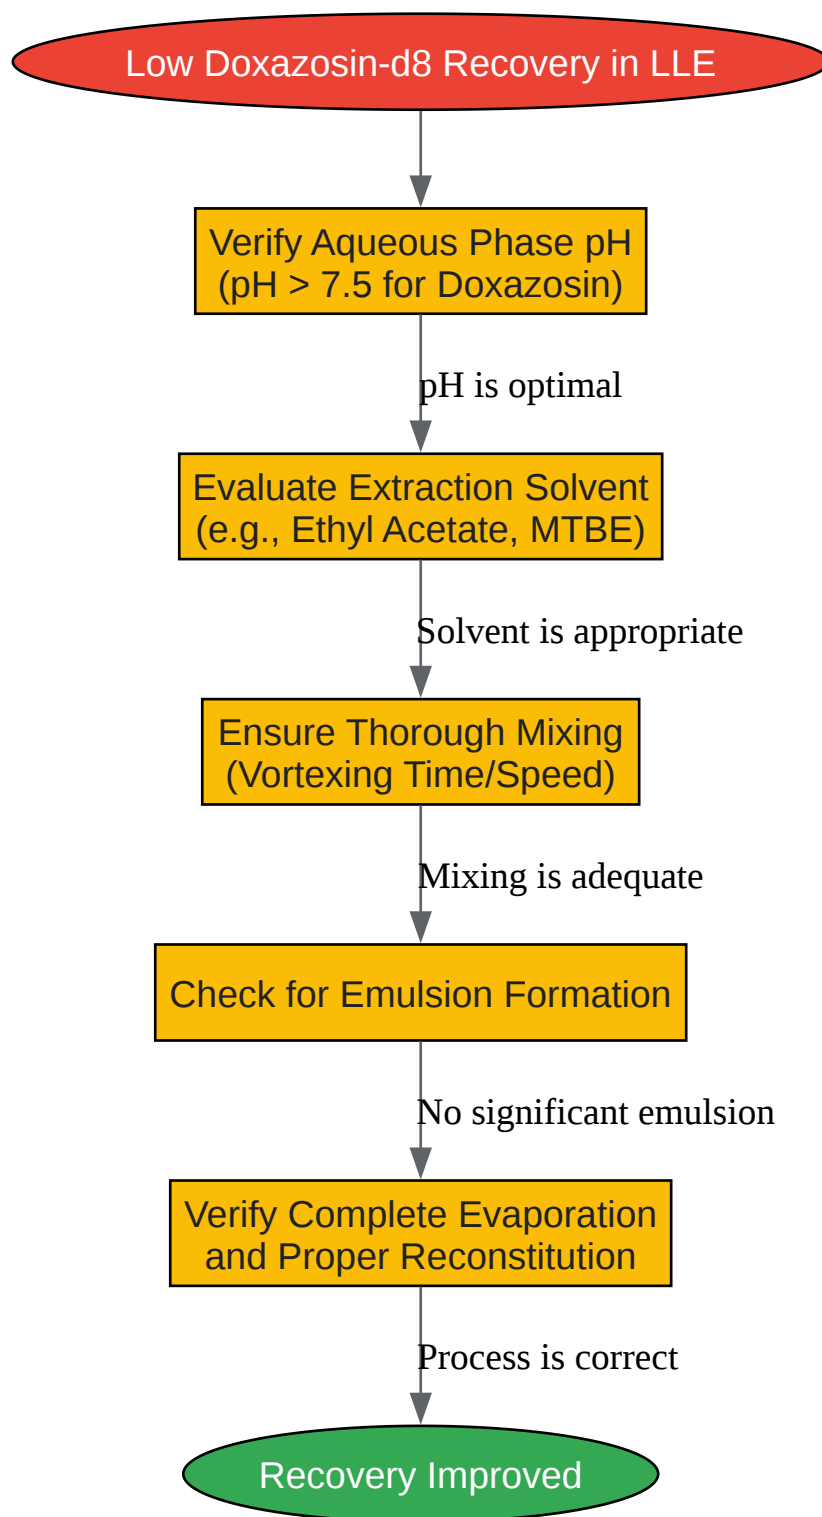 Low Doxazosin-d8 Recovery in LLE
Verify Aqueous Phase pH
(pH > 7.5 for Doxazosin)
pH is optimal
Evaluate Extraction Solvent
(e.g., Ethyl Acetate, MTBE)
Solvent is appropriate
Ensure Thorough Mixing
(Vortexing Time/Speed)
Mixing is adequate
Check for Emulsion Formation
No significant emulsion
Verify Complete Evaporation
and Proper Reconstitution
Process is correct
Recovery Improved